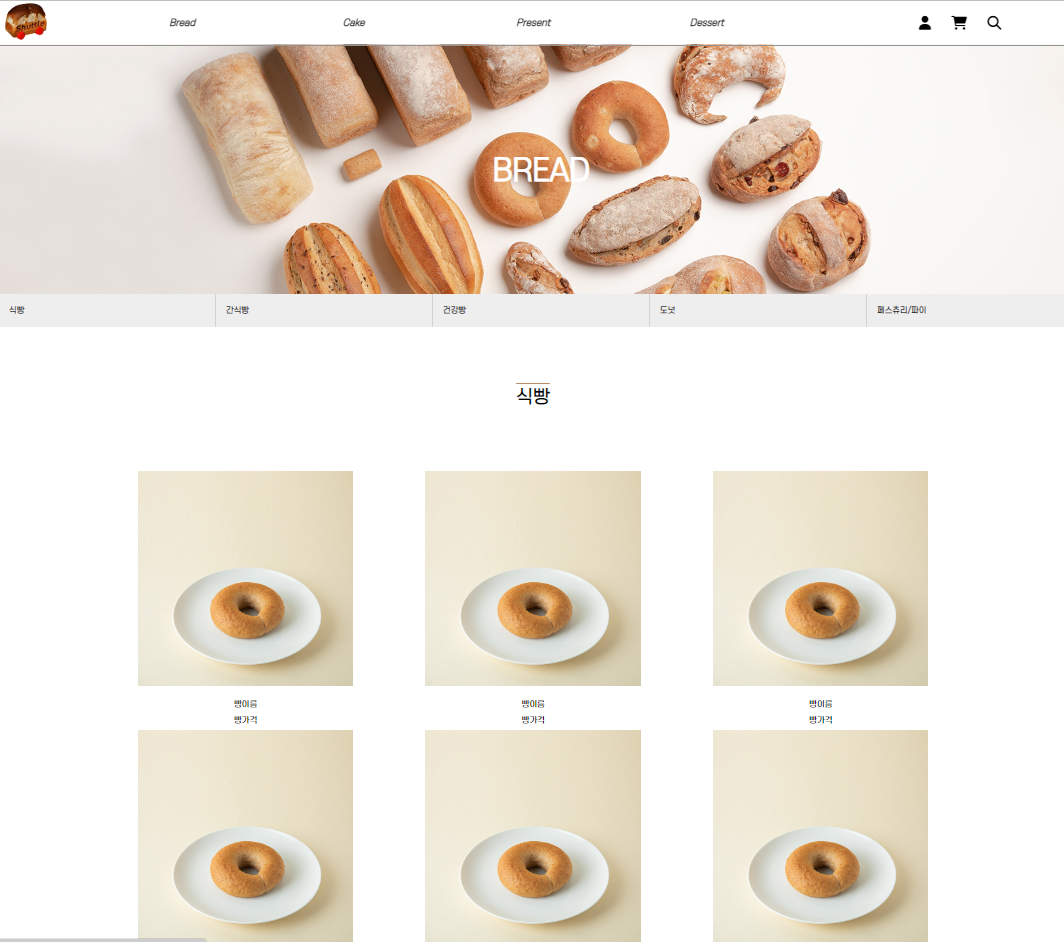 Shuttle
Bread Cake Present Dessert
BREAD
식빵 간식빵 건강빵 도넛 페스츄리/파이
식빵
빵이름 빵이름 빵이름
빵가격 빵가격 빵가격